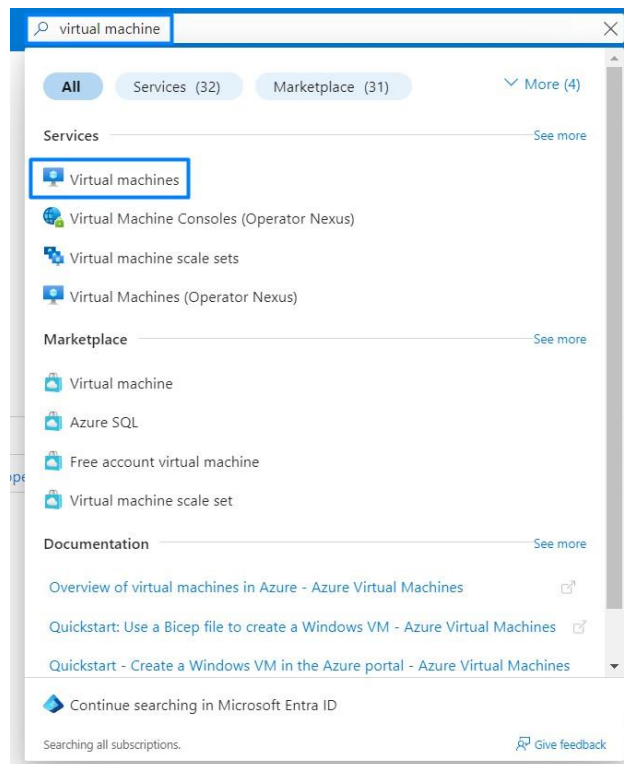 virtual machine
All Services (32) Marketplace (31) More (4)
Services See more
Virtual machines
Virtual Machine Consoles (Operator Nexus)
Virtual machine scale sets
Virtual Machines (Operator Nexus)
Marketplace See more
Virtual machine
Azure SQL
Free account virtual machine
Virtual machine scale set
Documentation See more
Overview of virtual machines in Azure - Azure Virtual Machines
Quickstart: Use a Bicep file to create a Windows VM - Azure Virtual Machines
Quickstart - Create a Windows VM in the Azure portal - Azure Virtual Machines
Continue searching in Microsoft Entra ID
Searching all subscriptions. Give feedback